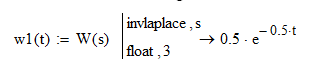 w1(t) := W(s) | invlaplace , s
float , 3 → 0.5 · e^{- 0.5·t}